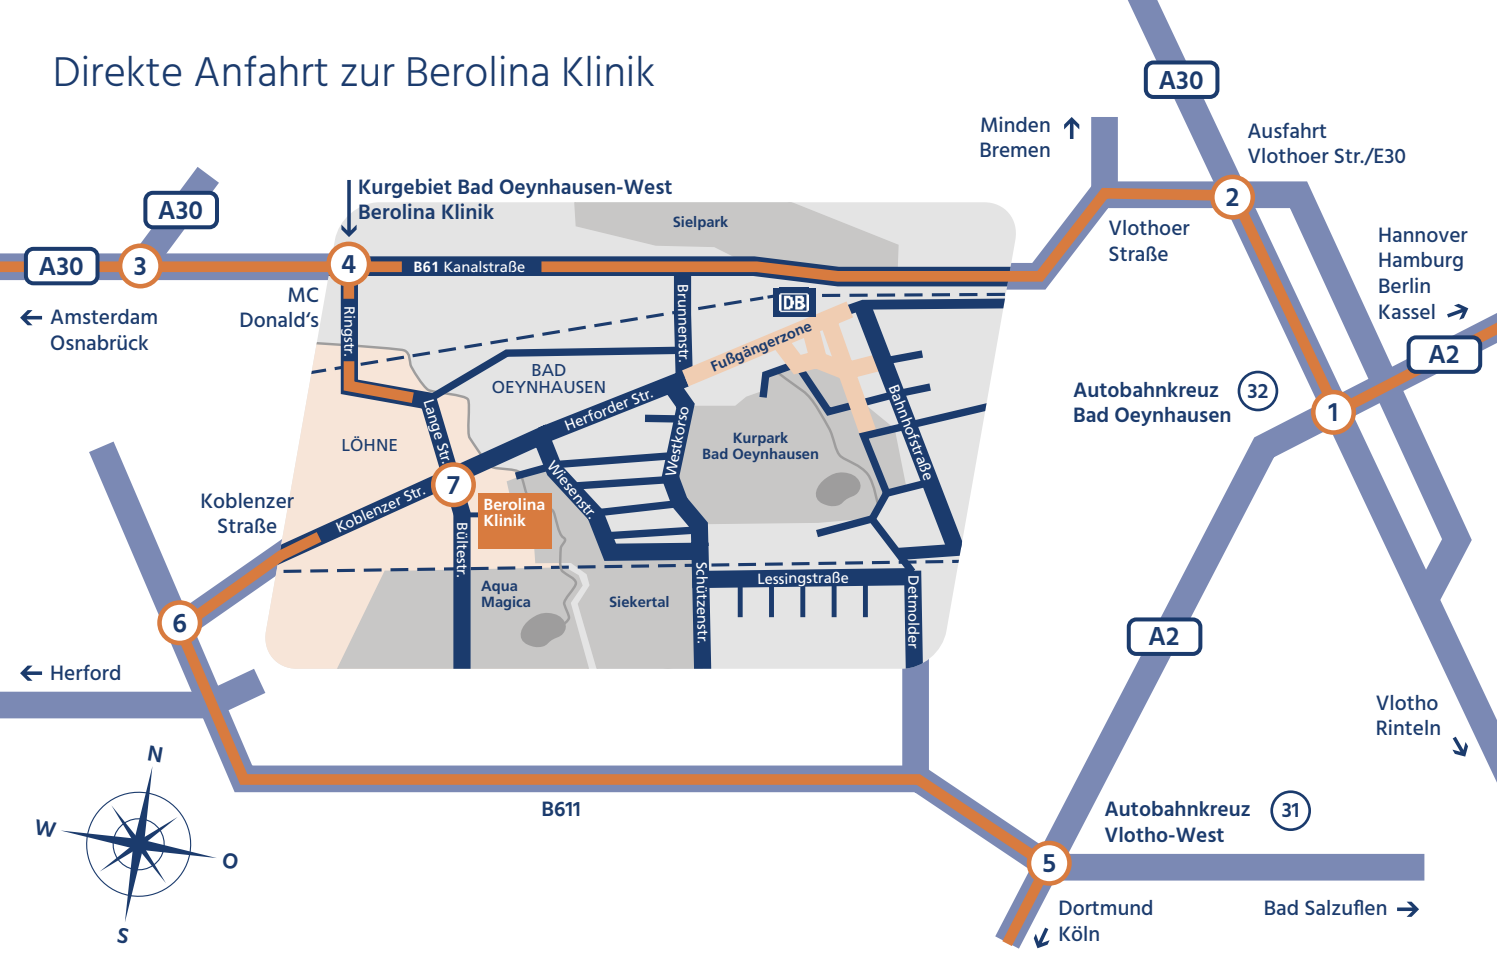 Direkte Anfahrt zur Berolina Klinik
A30
Minden
Bremen
Ausfahrt
Vlothoer Str./E30
2
Vlothoer
Straße
Hannover
Hamburg
Berlin
Kassel
A2
Autobahnkreuz
Bad Oeynhausen
32
1
A30
A30
3
Amsterdam
Osnabrück
Kurgebiet Bad Oeynhausen-West
Berolina Klinik
4
MC
Donald‘s
Sielpark
B61 Kanalstraße
DB
Ringstr.
Brunnenstr.
Fußgängerzone
BAD
OEYNHAUSEN
Herforder Str.
Lange Str.
Westkorso
Bahnhofstraße
LÖHNE
Kurpark
Bad Oeynhausen
7
Wiesenstr.
Koblenzer Str.
Berolina
Klinik
Koblenzer
Straße
Bültestr.
Aqua
Magica
Siekertal
Schützenstr.
Lessingstraße
Detmolder
6
Herford
A2
Vlotho
Rinteln
B611
Autobahnkreuz
Vlotho-West
31
5
Dortmund
Köln
Bad Salzuflen
N
W
O
S